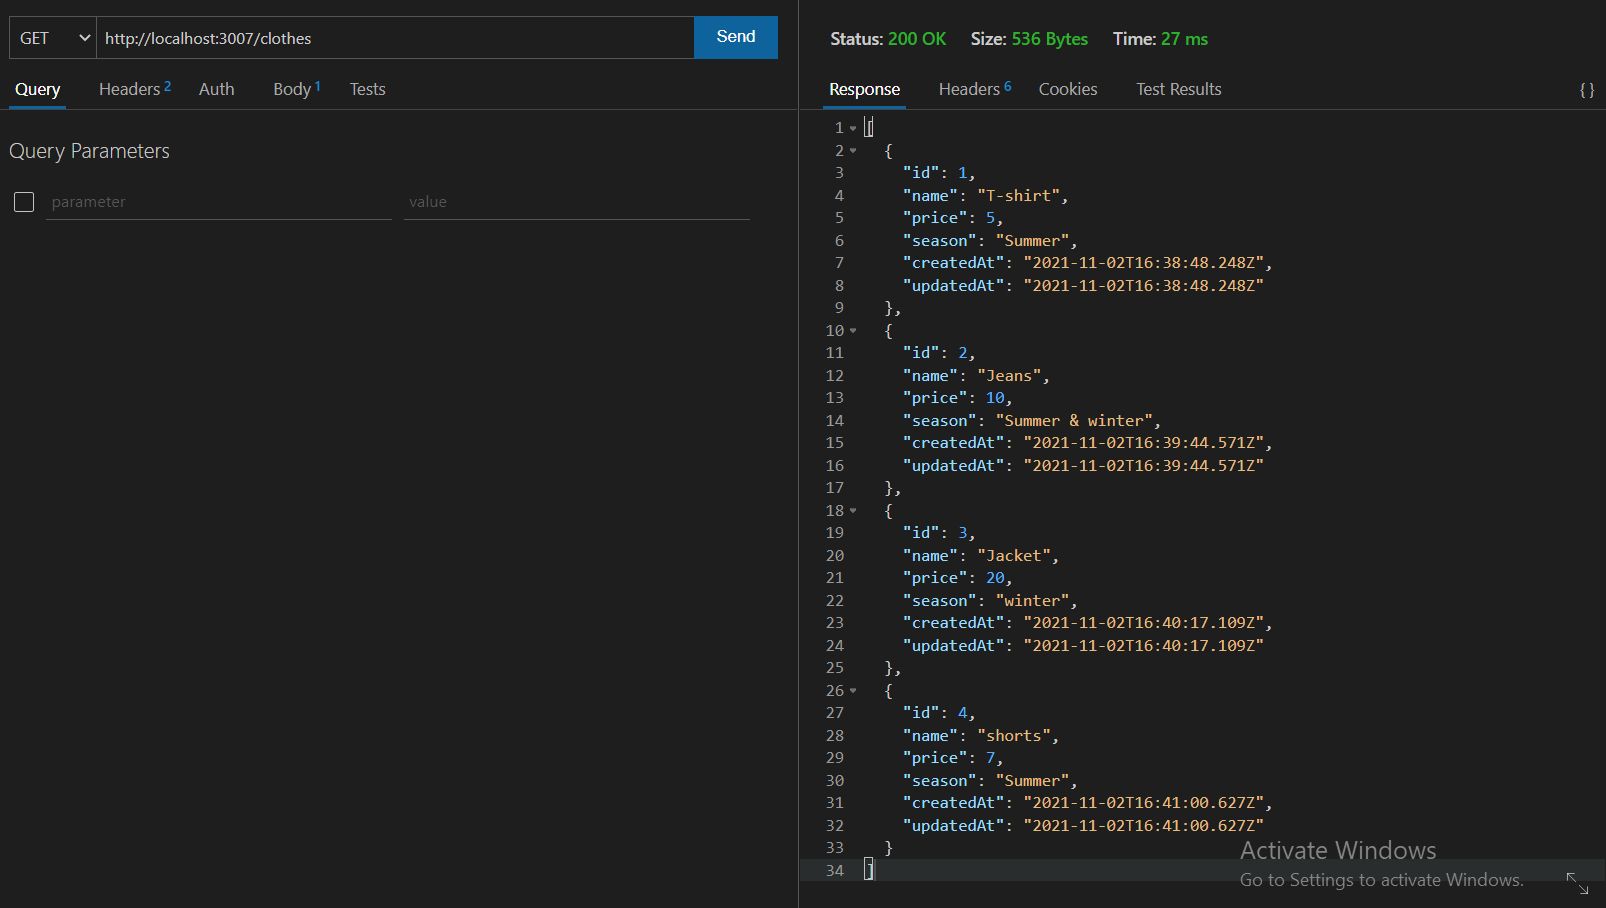 GET http://localhost:3007/clothes Send
Query Headers 2 Auth Body 1 Tests
Query Parameters
parameter value
Status: 200 OK Size: 536 Bytes Time: 27 ms
Response Headers 6 Cookies Test Results { }
1 [
2 {
3 "id": 1,
4 "name": "T-shirt",
5 "price": 5,
6 "season": "Summer",
7 "createdAt": "2021-11-02T16:38:48.248Z",
8 "updatedAt": "2021-11-02T16:38:48.248Z"
9 },
10 {
11 "id": 2,
12 "name": "Jeans",
13 "price": 10,
14 "season": "Summer & winter",
15 "createdAt": "2021-11-02T16:39:44.571Z",
16 "updatedAt": "2021-11-02T16:39:44.571Z"
17 },
18 {
19 "id": 3,
20 "name": "Jacket",
21 "price": 20,
22 "season": "winter",
23 "createdAt": "2021-11-02T16:40:17.109Z",
24 "updatedAt": "2021-11-02T16:40:17.109Z"
25 },
26 {
27 "id": 4,
28 "name": "shorts",
29 "price": 7,
30 "season": "Summer",
31 "createdAt": "2021-11-02T16:41:00.627Z",
32 "updatedAt": "2021-11-02T16:41:00.627Z"
33 }
34 ]
Activate Windows
Go to Settings to activate Windows.